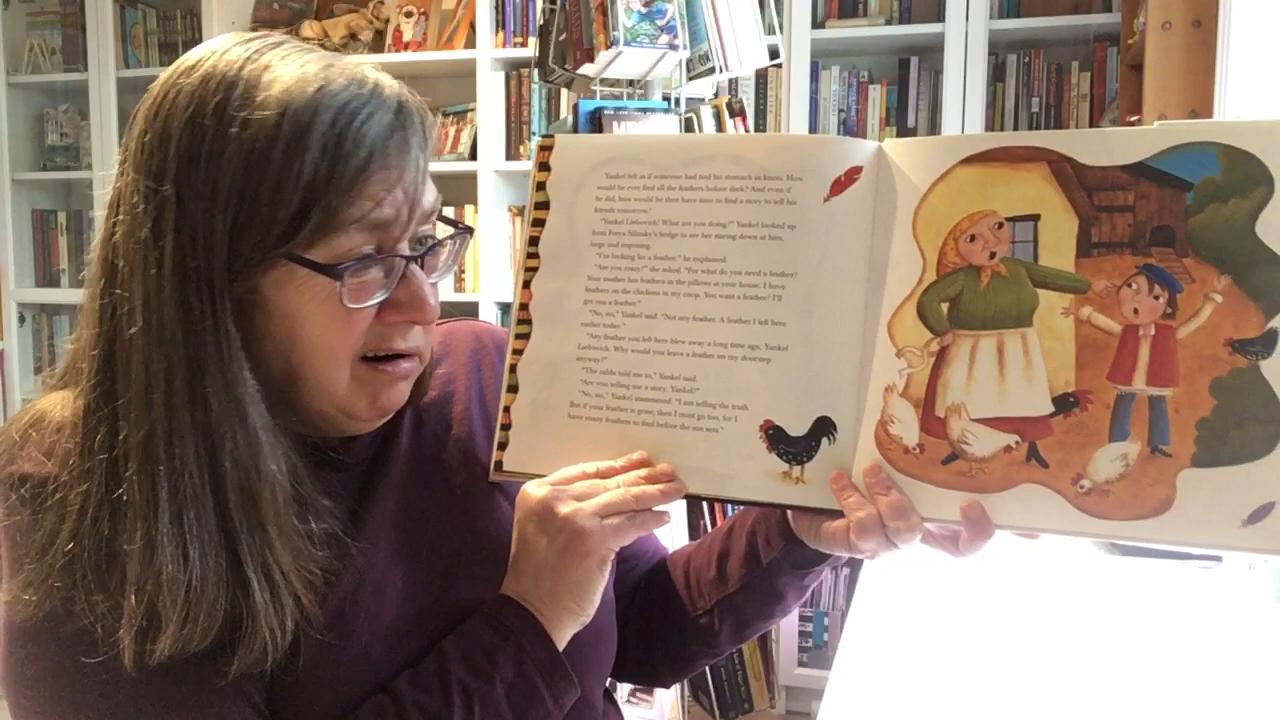 Yankel felt as if someone had tied his stomach in knots. How
would he ever find all the feathers before dark? And even if
he did, how would he then have time to find a story to tell his
friends tomorrow?
"Yankel Liebovich! What are you doing?" Yankel looked up
from Freya Silinsky's hedge to see her staring down at him,
large and imposing.
"I'm looking for a feather," he explained.
"Are you crazy?" she asked. "For what do you need a feather?
Your mother has feathers in the pillows at your house. I have
feathers on the chickens in my coop. You want a feather? I'll
get you a feather."
"No, no," Yankel said. "Not any feather. A feather I left here
earlier today."
"Any feather you left here blew away a long time ago, Yankel
Liebovich. Why would you leave a feather on my doorstep
anyway?"
"The rabbi told me to," Yankel said.
"Are you telling me a story, Yankel?"
"No, no," Yankel stammered. "I am telling the truth.
But if your feather is gone, then I must go too, for I
have many feathers to find before the sun sets."